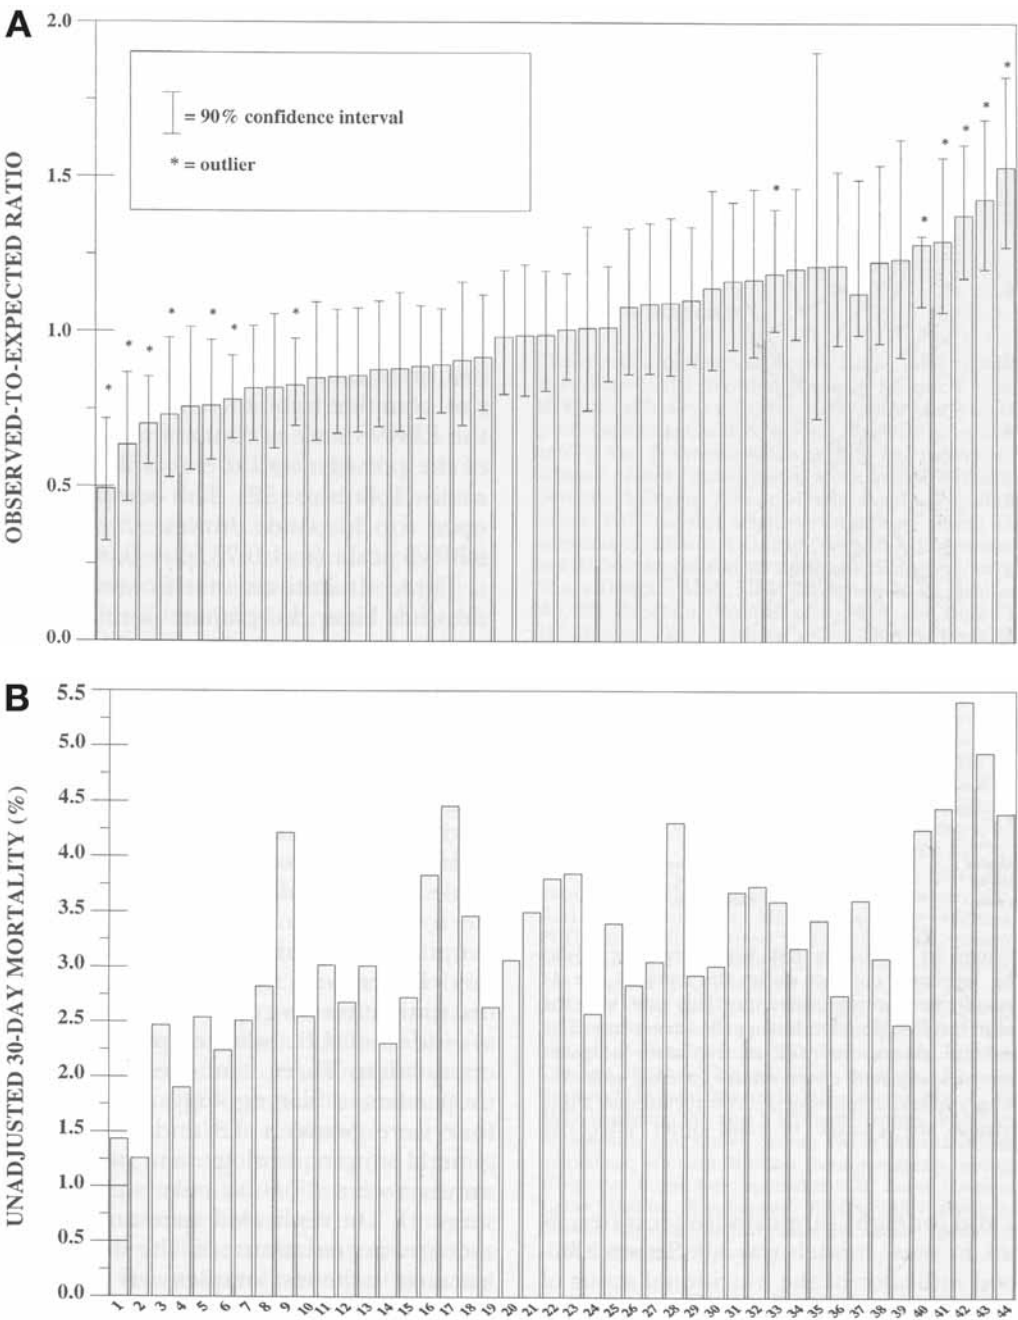 A
OBSERVED-TO-EXPECTED RATIO
2.0
1.5
1.0
0.5
0.0
= 90% confidence interval
* = outlier
* * * * * * * * * * * * *
B
UNADJUSTED 30-DAY MORTALITY (%)
5.5
5.0
4.5
4.0
3.5
3.0
2.5
2.0
1.5
1.0
0.5
0.0
1 2 3 4 5 6 7 8 9 10 11 12 13 14 15 16 17 18 19 20 21 22 23 24 25 26 27 28 29 30 31 32 33 34 35 36 37 38 39 40 41 42 43 44